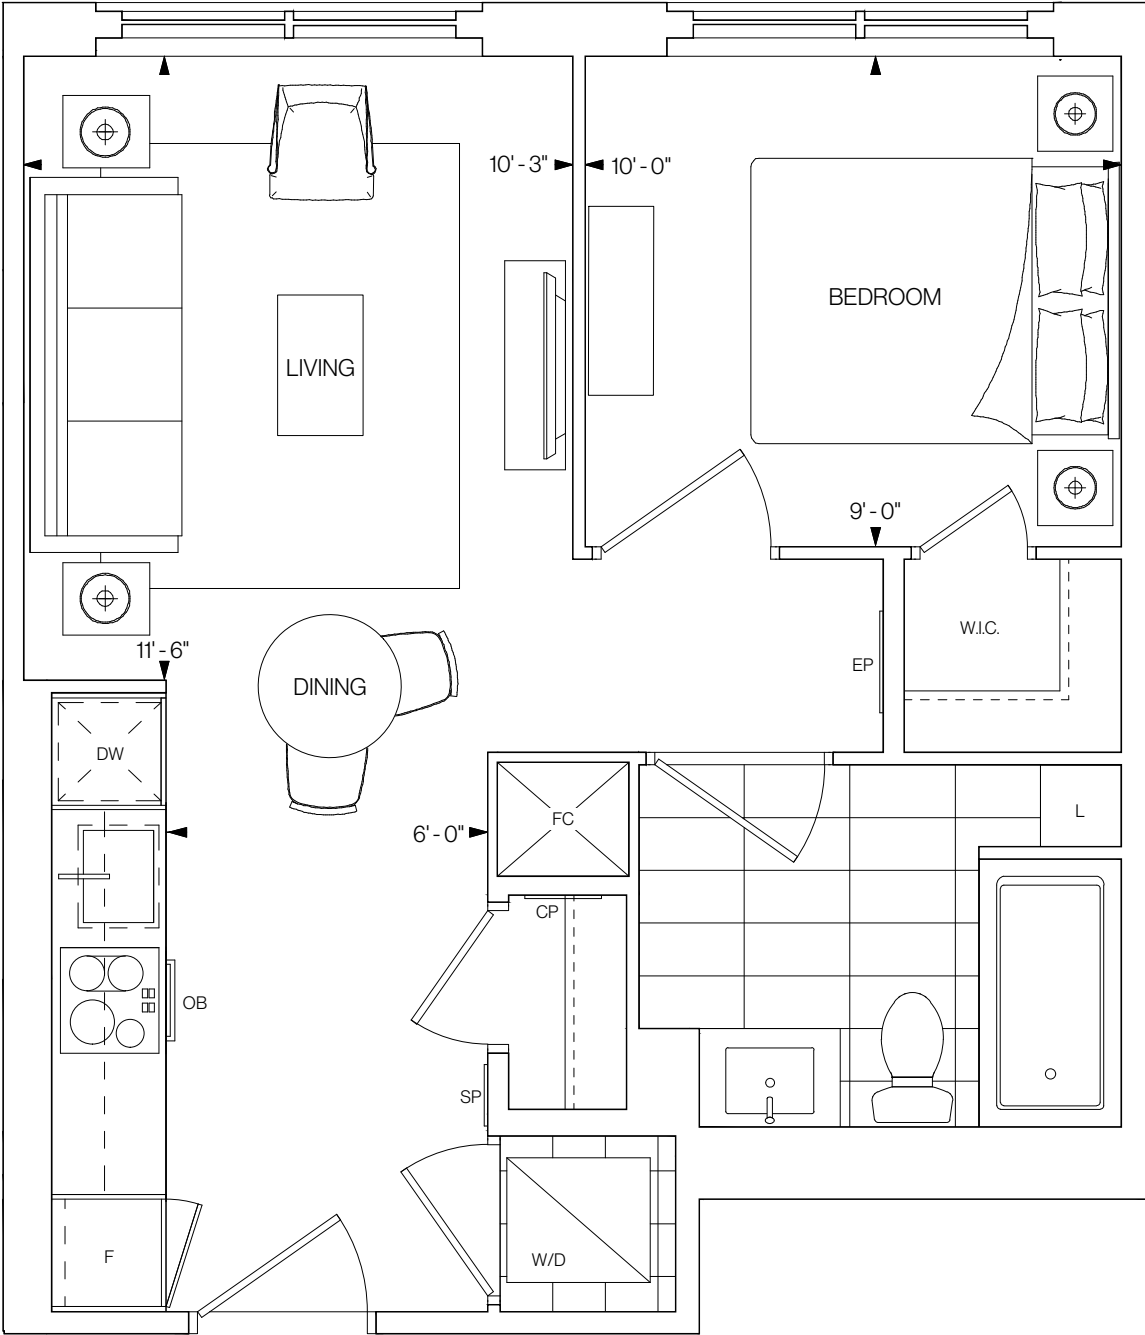 10'-3"
10'-0"
BEDROOM
LIVING
9'-0"
W.I.C.
11'-6"
EP
DINING
DW
6'-0"
FC
L
CP
OB
SP
F
W/D